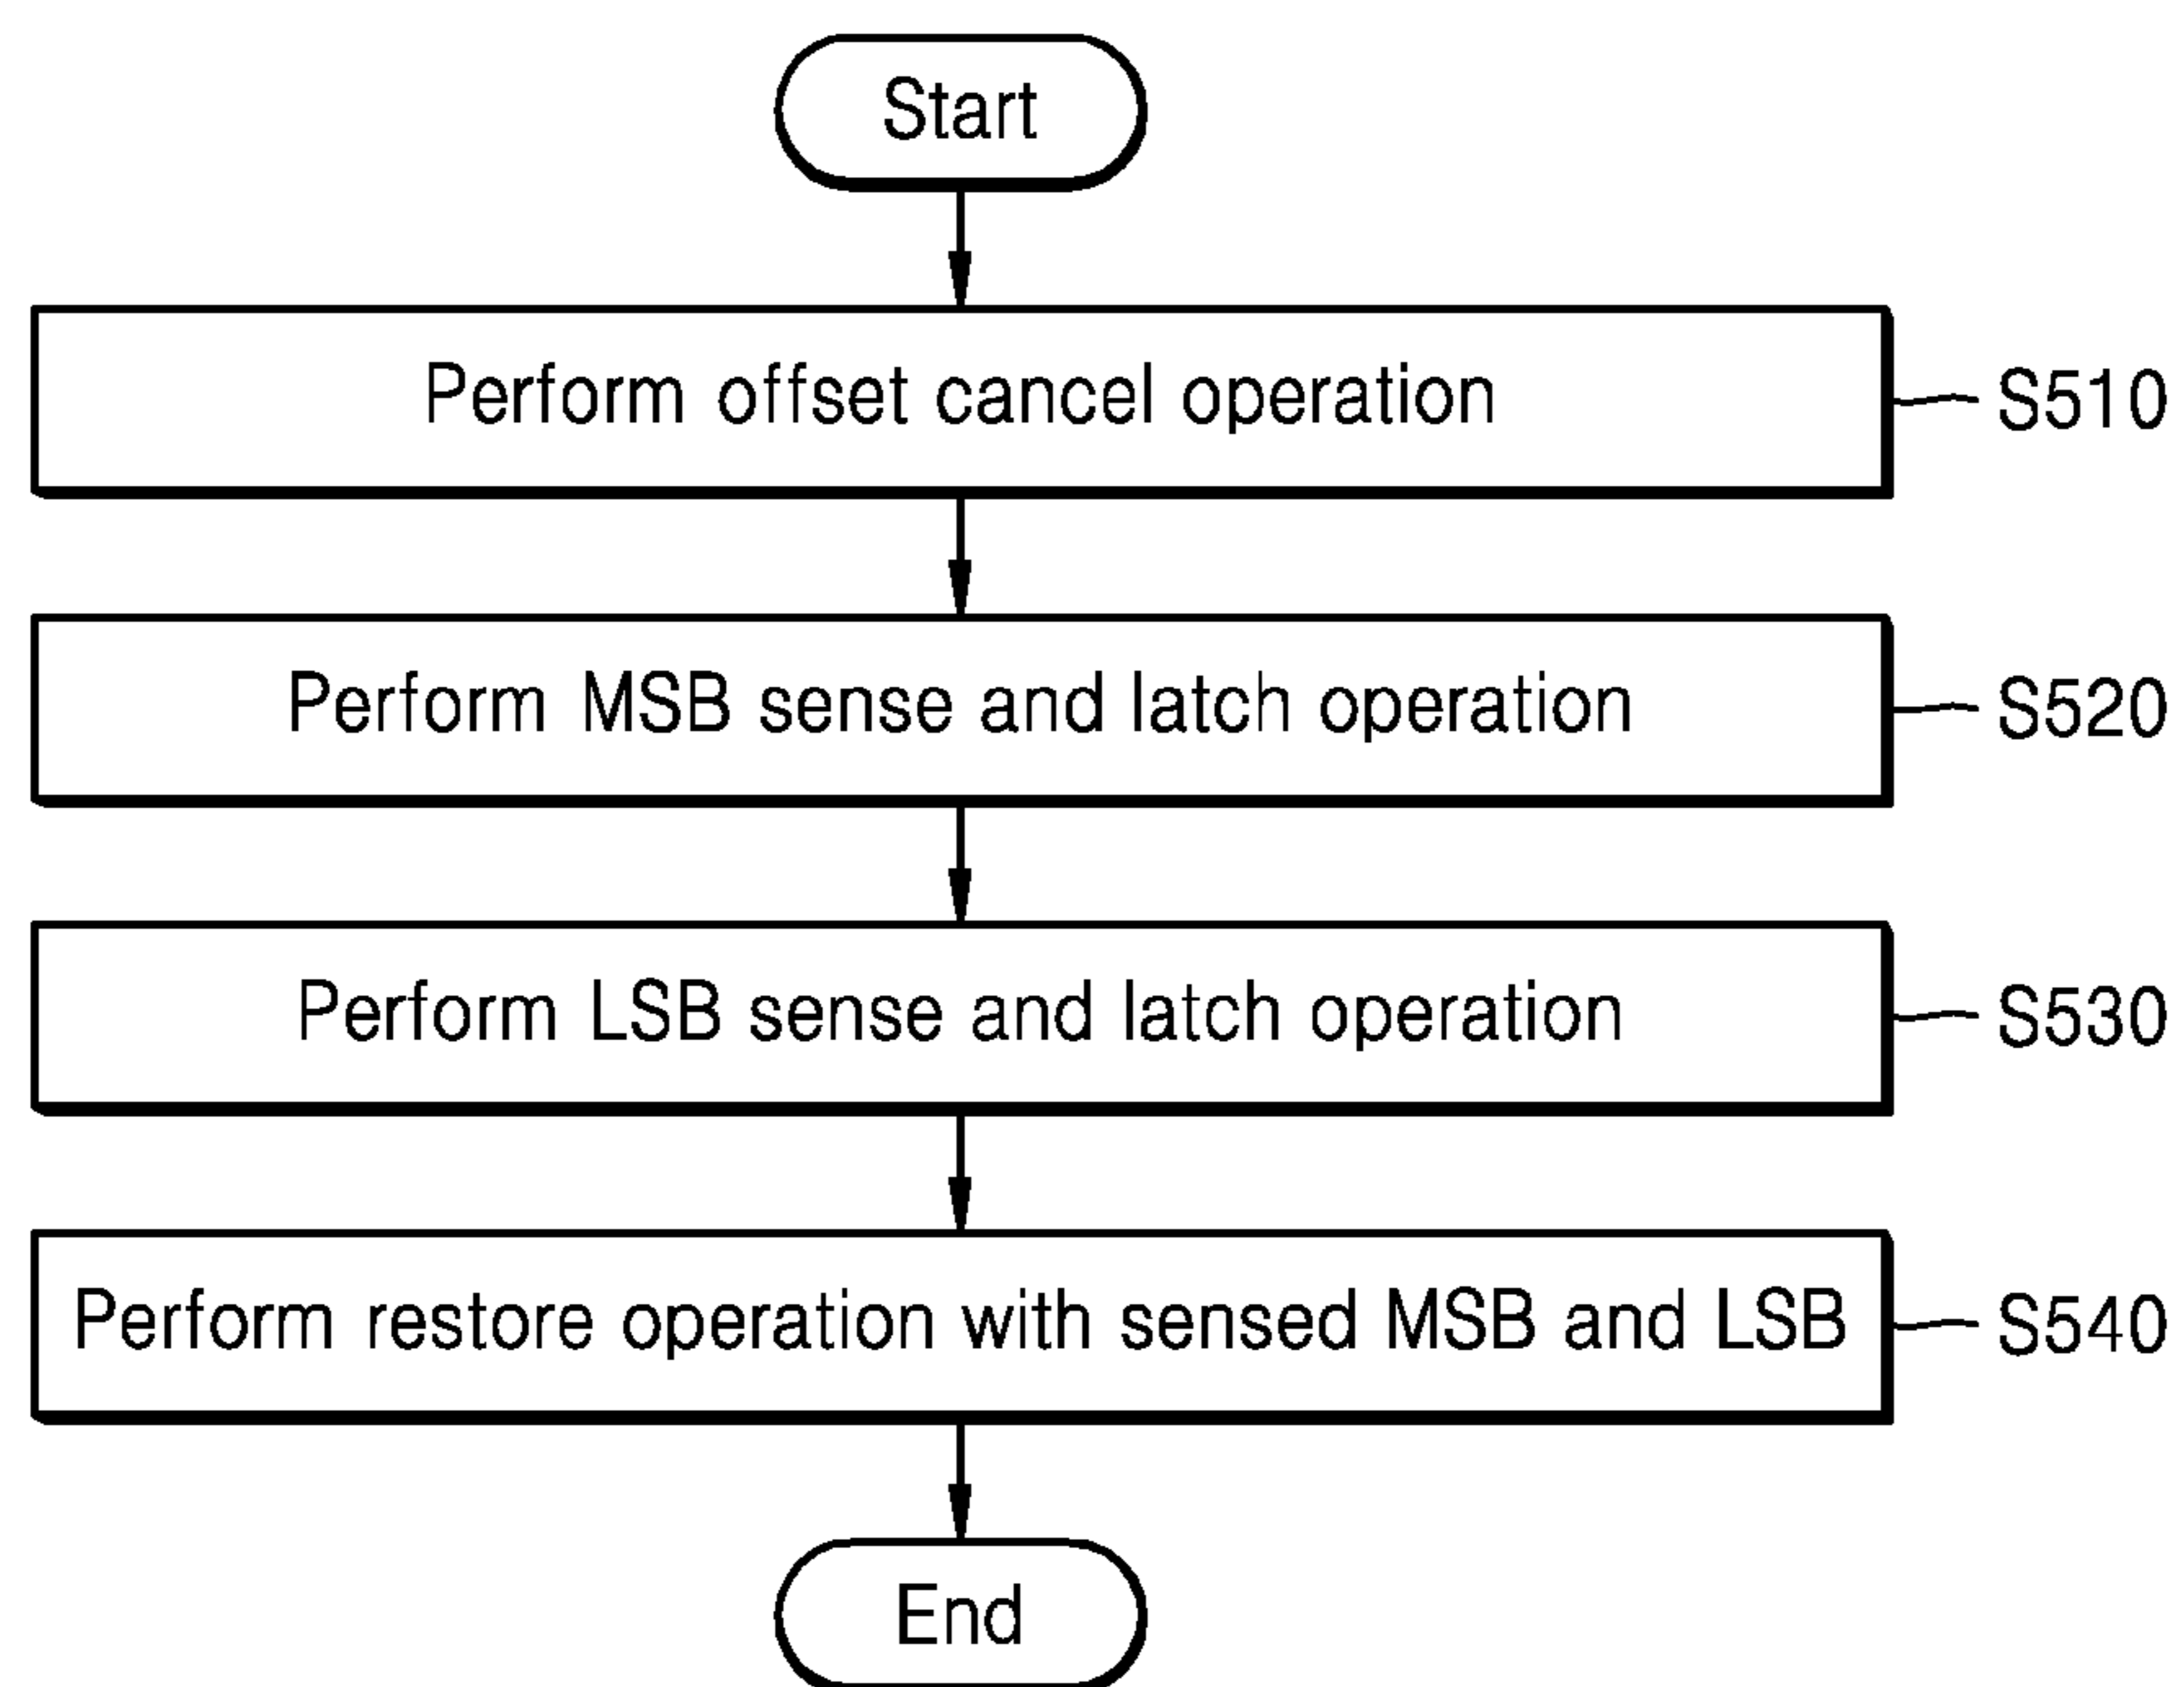 Start
Perform offset cancel operation
S510
Perform MSB sense and latch operation
S520
Perform LSB sense and latch operation
S530
Perform restore operation with sensed MSB and LSB
S540
End